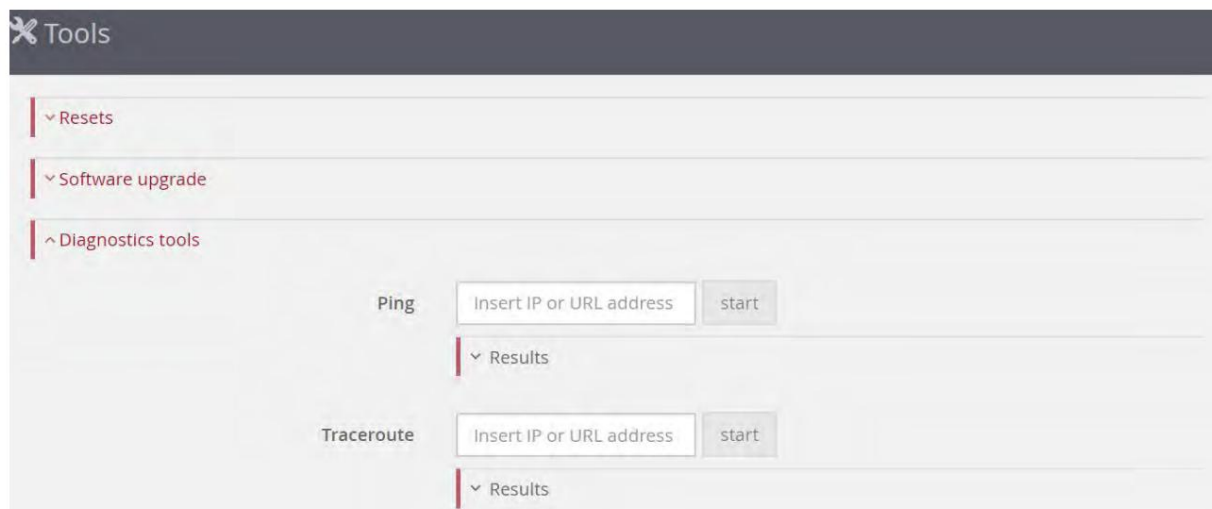 Tools
Resets
Software upgrade
Diagnostics tools
Ping Insert IP or URL address start
Results
Traceroute Insert IP or URL address start
Results